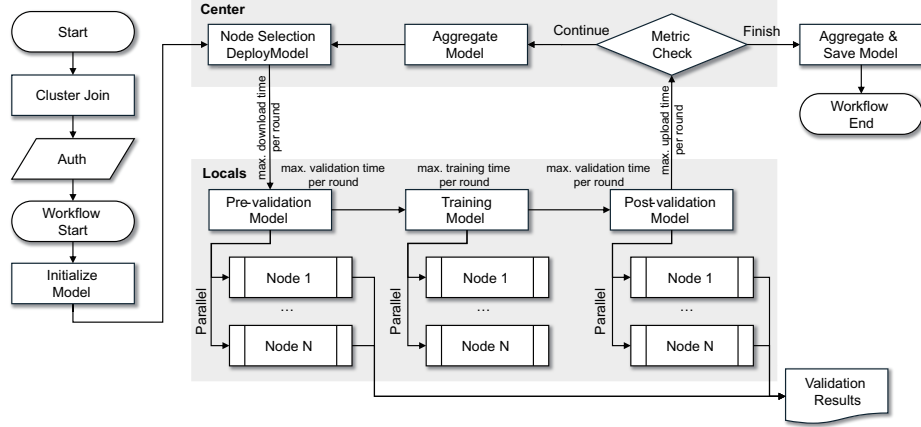 Start
Cluster Join
Auth
Workflow
Start
Initialize
Model
Center
Node Selection
DeployModel
Aggregate
Model
Continue
Metric
Check
Finish
Aggregate &
Save Model
Workflow
End
max. download time
per round
max. upload time
per round
Locals
max. validation time
per round
max. training time
per round
max. validation time
per round
Pre-validation
Model
Training
Model
Post-validation
Model
Parallel
Node 1
...
Node N
Parallel
Node 1
...
Node N
Parallel
Node 1
...
Node N
Validation
Results